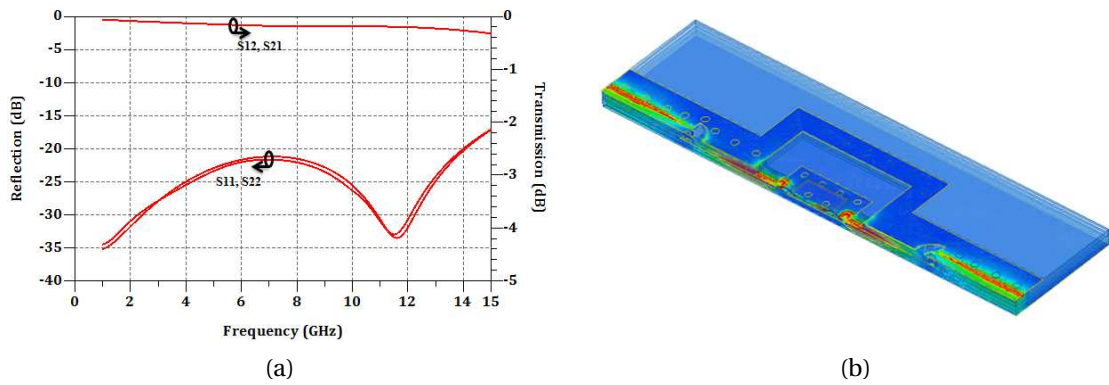 0
-5
-10
-15
-20
-25
-30
-35
-40
Reflection (dB)
S12, S21
S11, S22
0
-1
-2
-3
-4
-5
Transmission (dB)
0 2 4 6 8 10 12 14 15
Frequency (GHz)
(a)
(b)